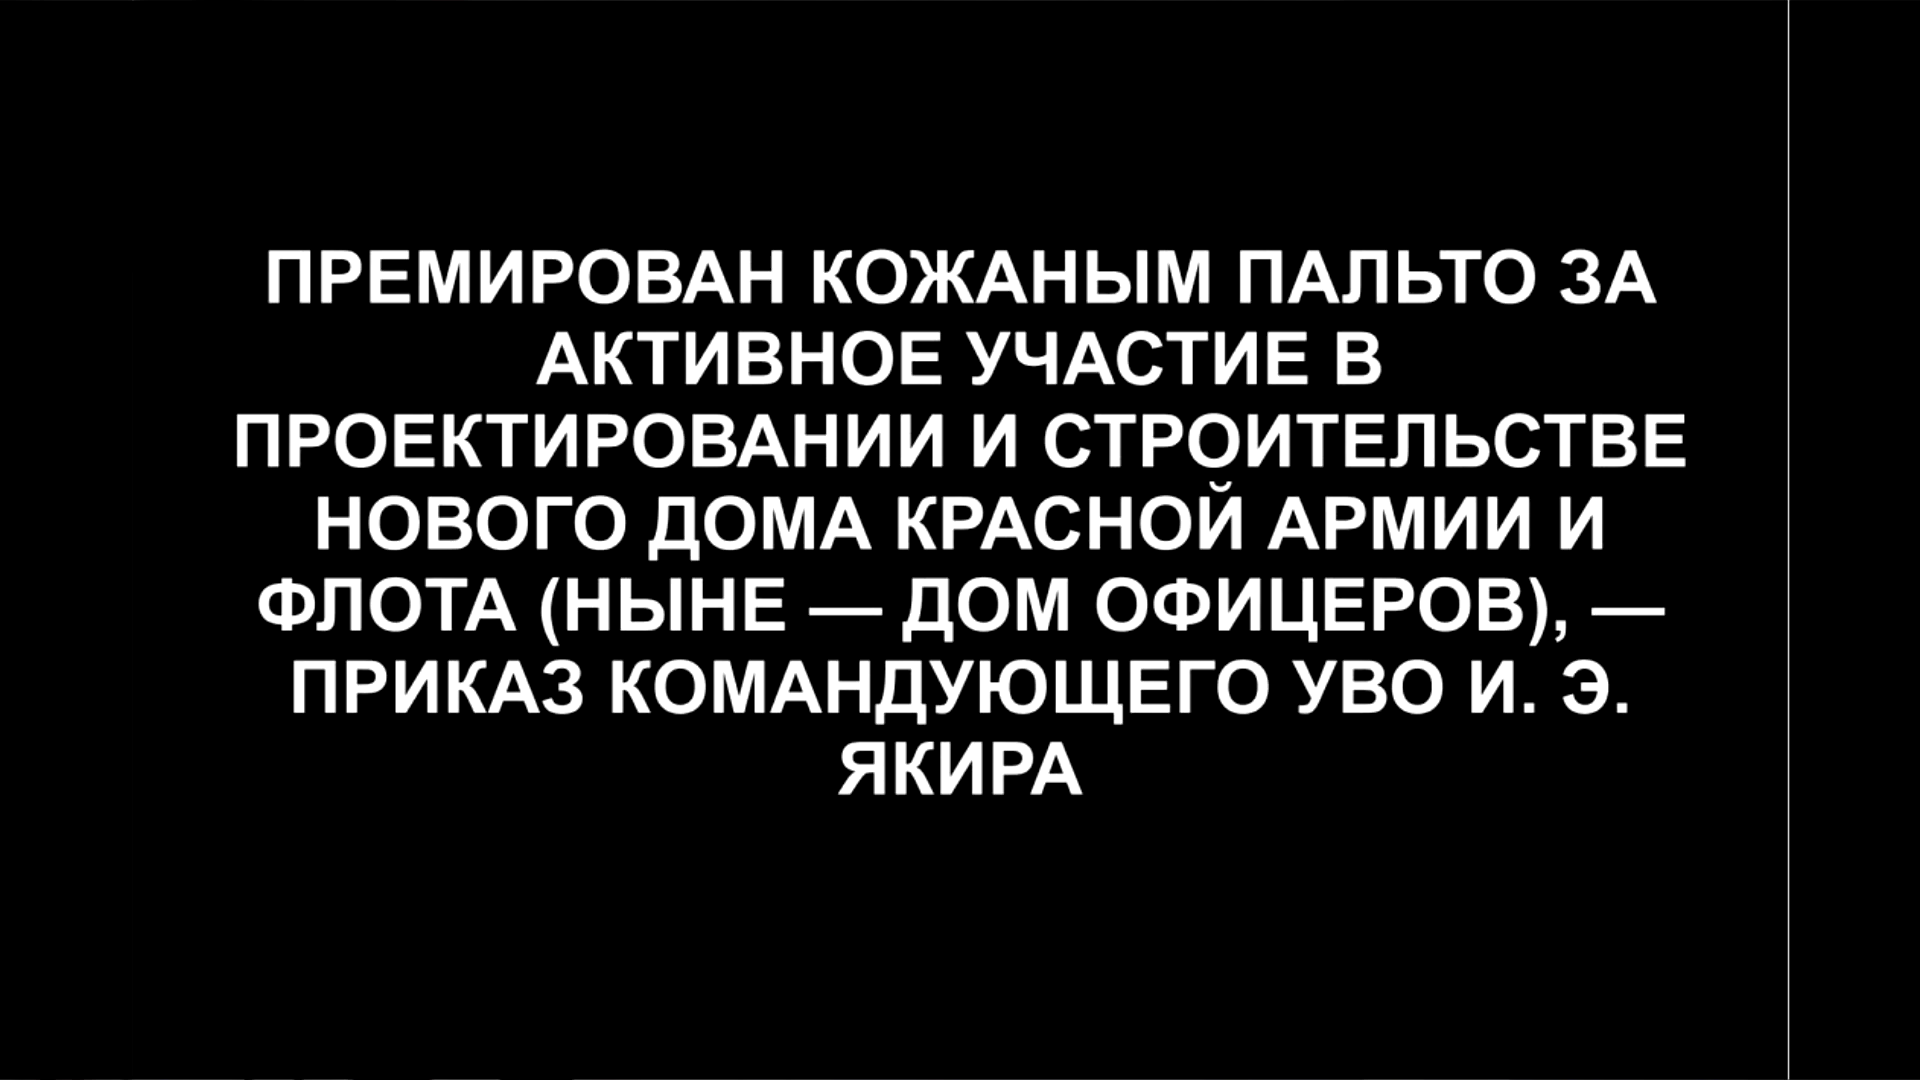 ПРЕМИРОВАН КОЖАНЫМ ПАЛЬТО ЗА
АКТИВНОЕ УЧАСТИЕ В
ПРОЕКТИРОВАНИИ И СТРОИТЕЛЬСТВЕ
НОВОГО ДОМА КРАСНОЙ АРМИИ И
ФЛОТА (НЫНЕ — ДОМ ОФИЦЕРОВ), —
ПРИКАЗ КОМАНДУЮЩЕГО УВО И. Э.
ЯКИРА